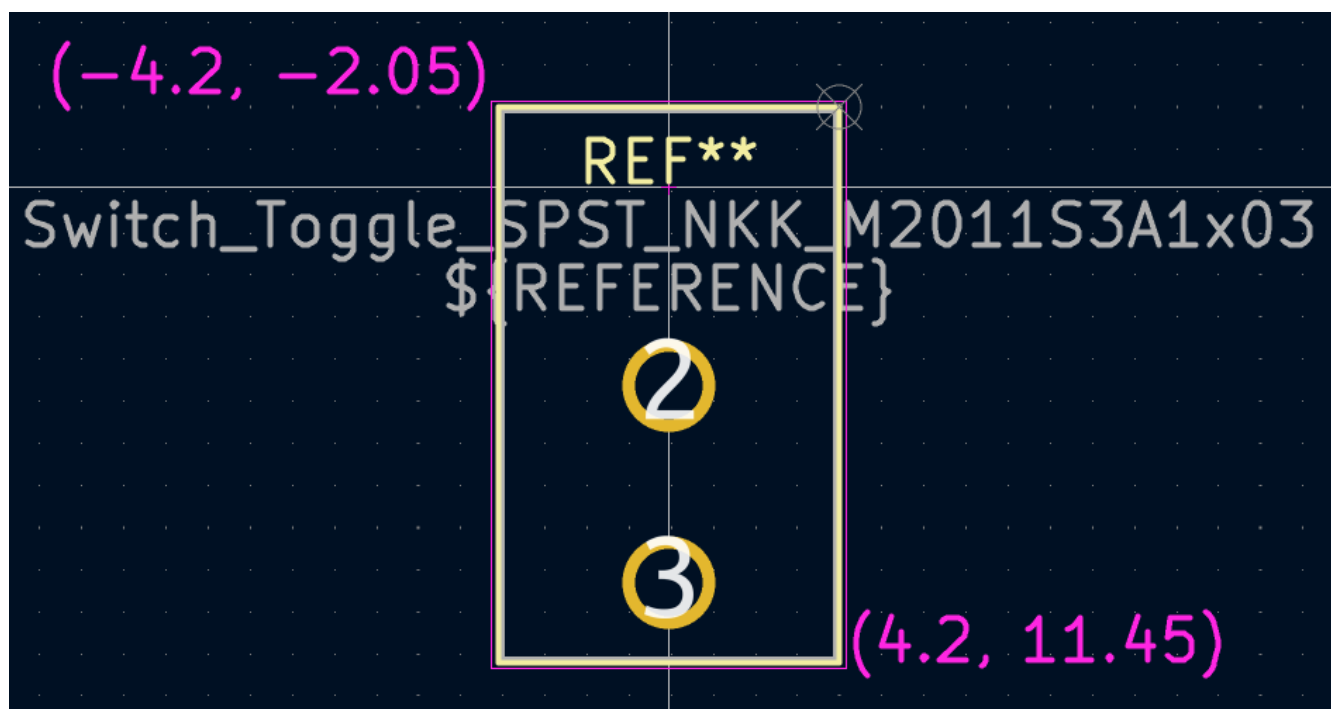 (-4.2, -2.05)
REF**
Switch_Toggle_SPST_NKK_M2011S3A1x03
${REFERENCE}
2
3
(4.2, 11.45)